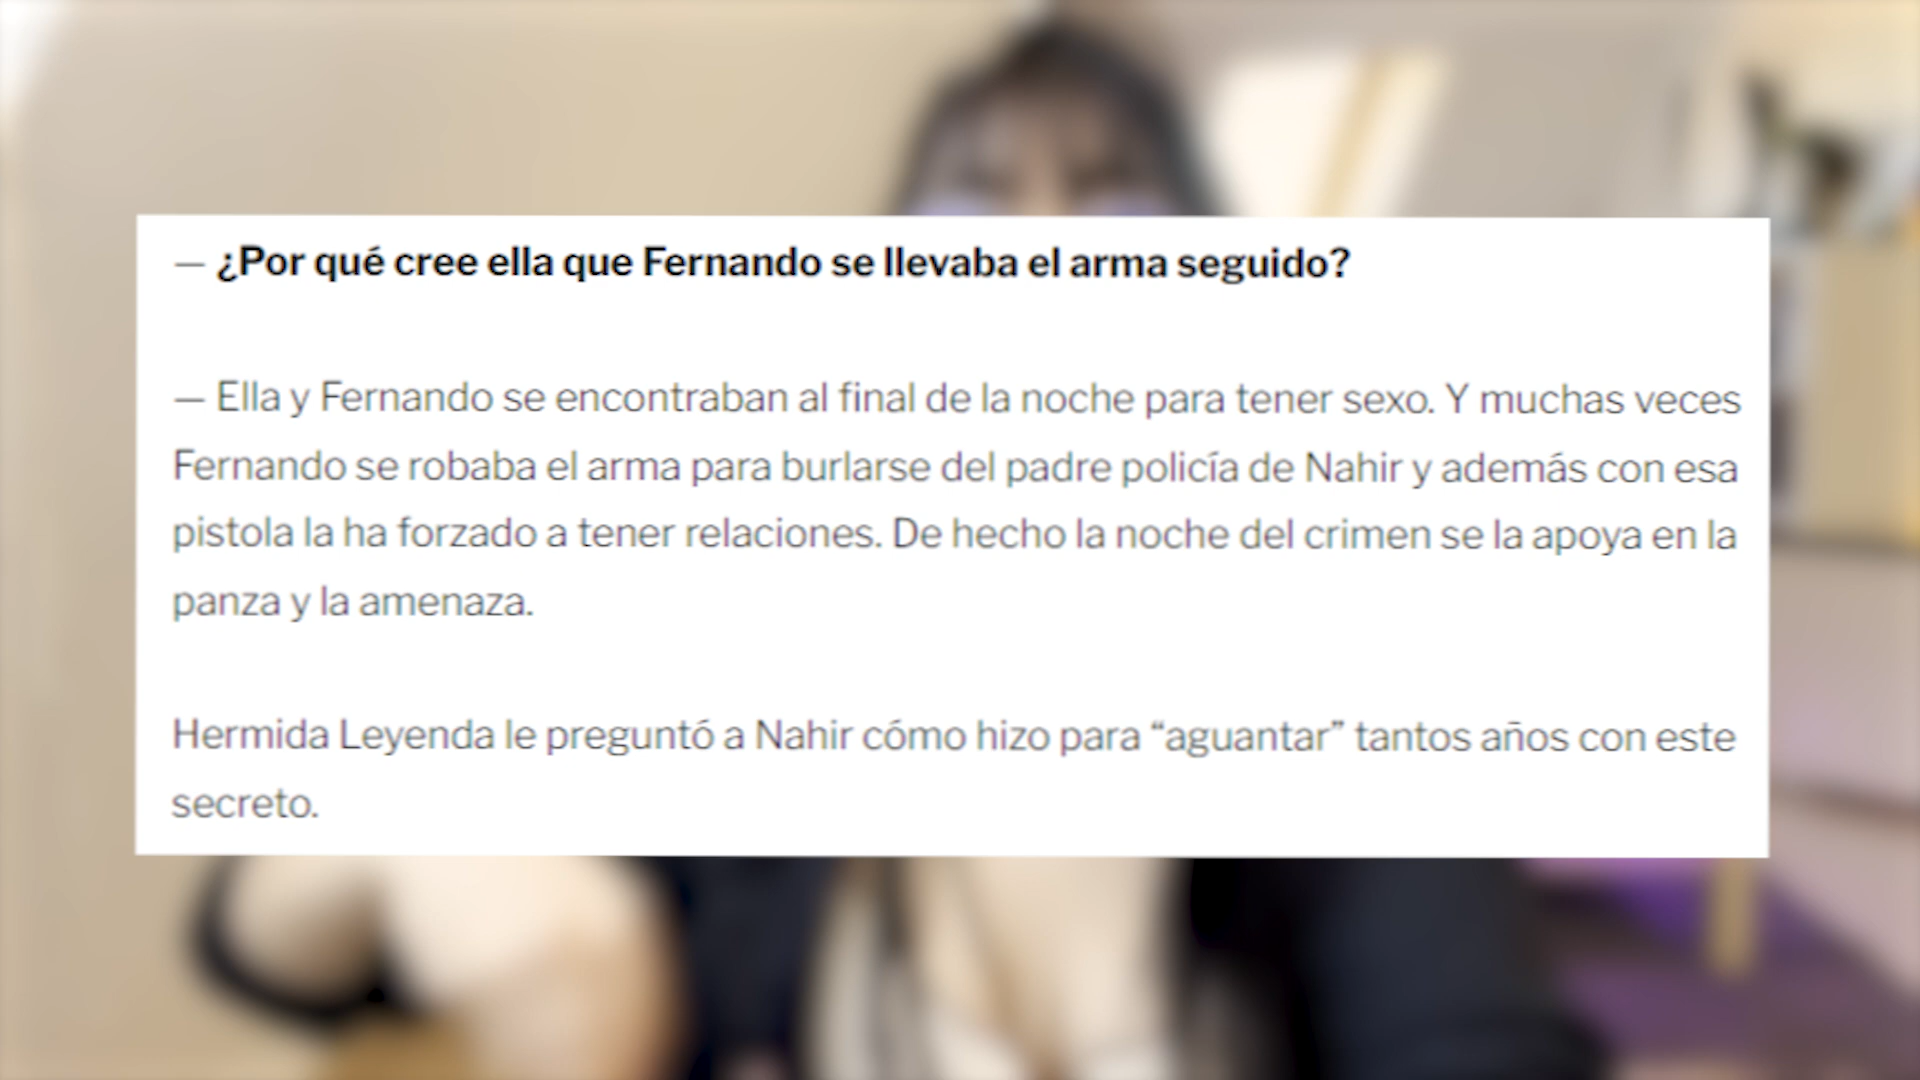 — ¿Por qué cree ella que Fernando se llevaba el arma seguido?
— Ella y Fernando se encontraban al final de la noche para tener sexo. Y muchas veces
Fernando se robaba el arma para burlarse del padre policía de Nahir y además con esa
pistola la ha forzado a tener relaciones. De hecho la noche del crimen se la apoya en la
panza y la amenaza.
Hermida Leyenda le preguntó a Nahir cómo hizo para “aguantar” tantos años con este
secreto.